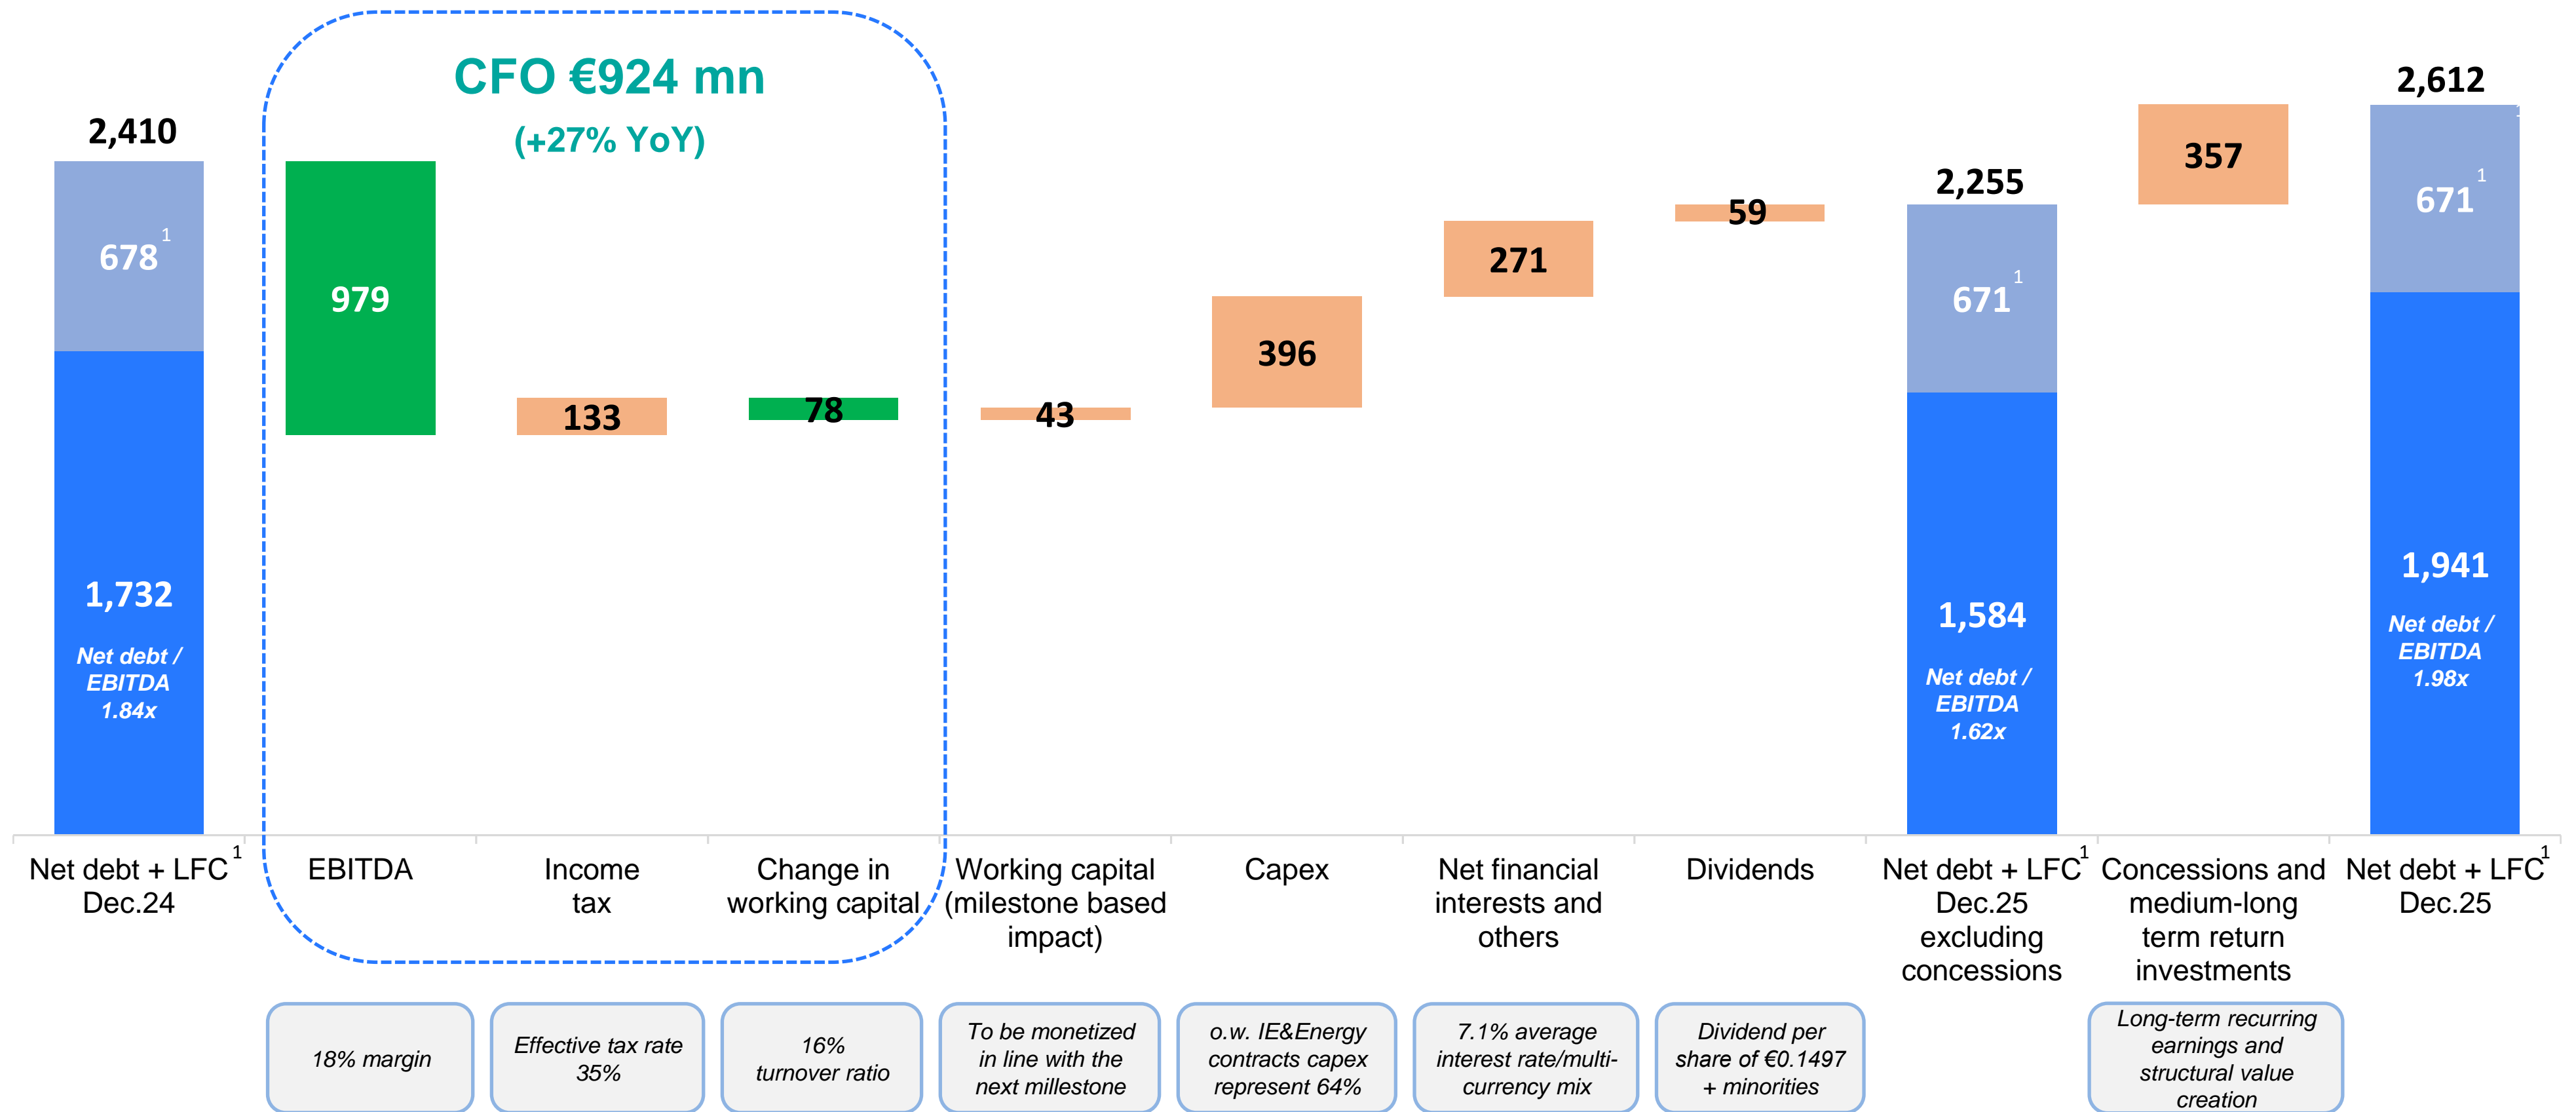 CFO €924 mn
(+27% YoY)
2,410
678 1
1,732
Net debt /
EBITDA
1.84x
979
133
78
43
396
271
59
2,255
671 1
1,584
Net debt /
EBITDA
1.62x
357
2,612
671 1
1,941
Net debt /
EBITDA
1.98x
Net debt + LFC 1
Dec.24
EBITDA
Income
tax
Change in
working capital
Working capital
(milestone based
impact)
Capex
Net financial
interests and
others
Dividends
Net debt + LFC 1
Dec.25
excluding
concessions
Concessions and
medium-long
term return
investments
Net debt + LFC 1
Dec.25
18% margin
Effective tax rate
35%
16%
turnover ratio
To be monetized
in line with the
next millestone
o.w. IE&Energy
contracts capex
represent 64%
7.1% average
interest rate/multi-
currency mix
Dividend per
share of €0.1497
+ minorities
Long-term recurring
earnings and
structural value
creation